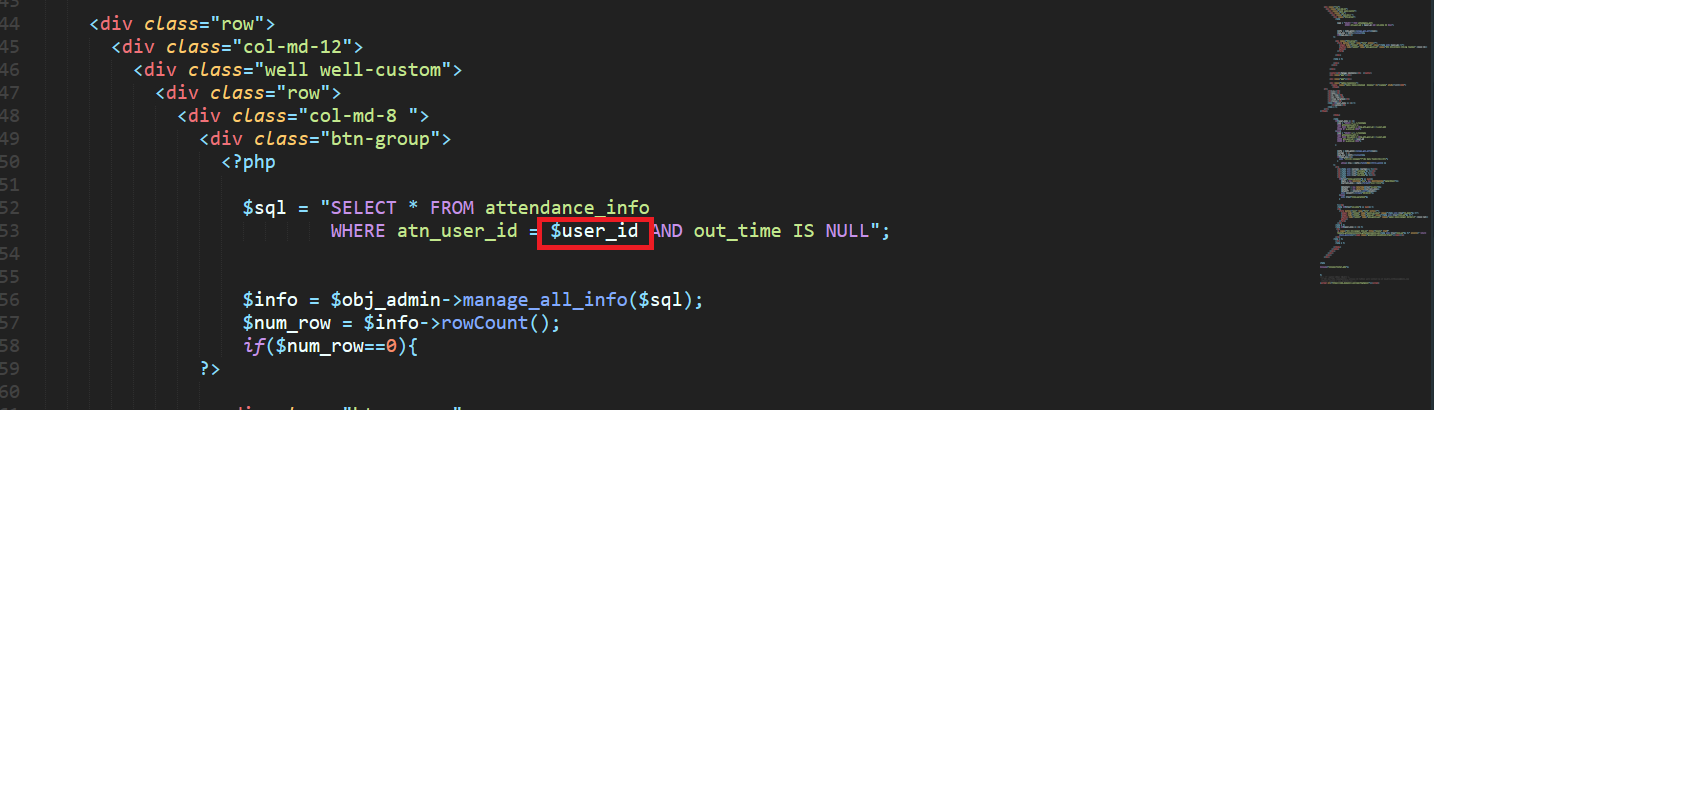 44 <div class="row">
45 <div class="col-md-12">
46 <div class="well well-custom">
47 <div class="row">
48 <div class="col-md-8 ">
49 <div class="btn-group">
50 <?php
51
52 $sql = "SELECT * FROM attendance_info
53 WHERE atn_user_id = $user_id AND out_time IS NULL";
54
55
56 $info = $obj_admin->manage_all_info($sql);
57 $num_row = $info->rowCount();
58 if($num_row==0){
59 ?>
60